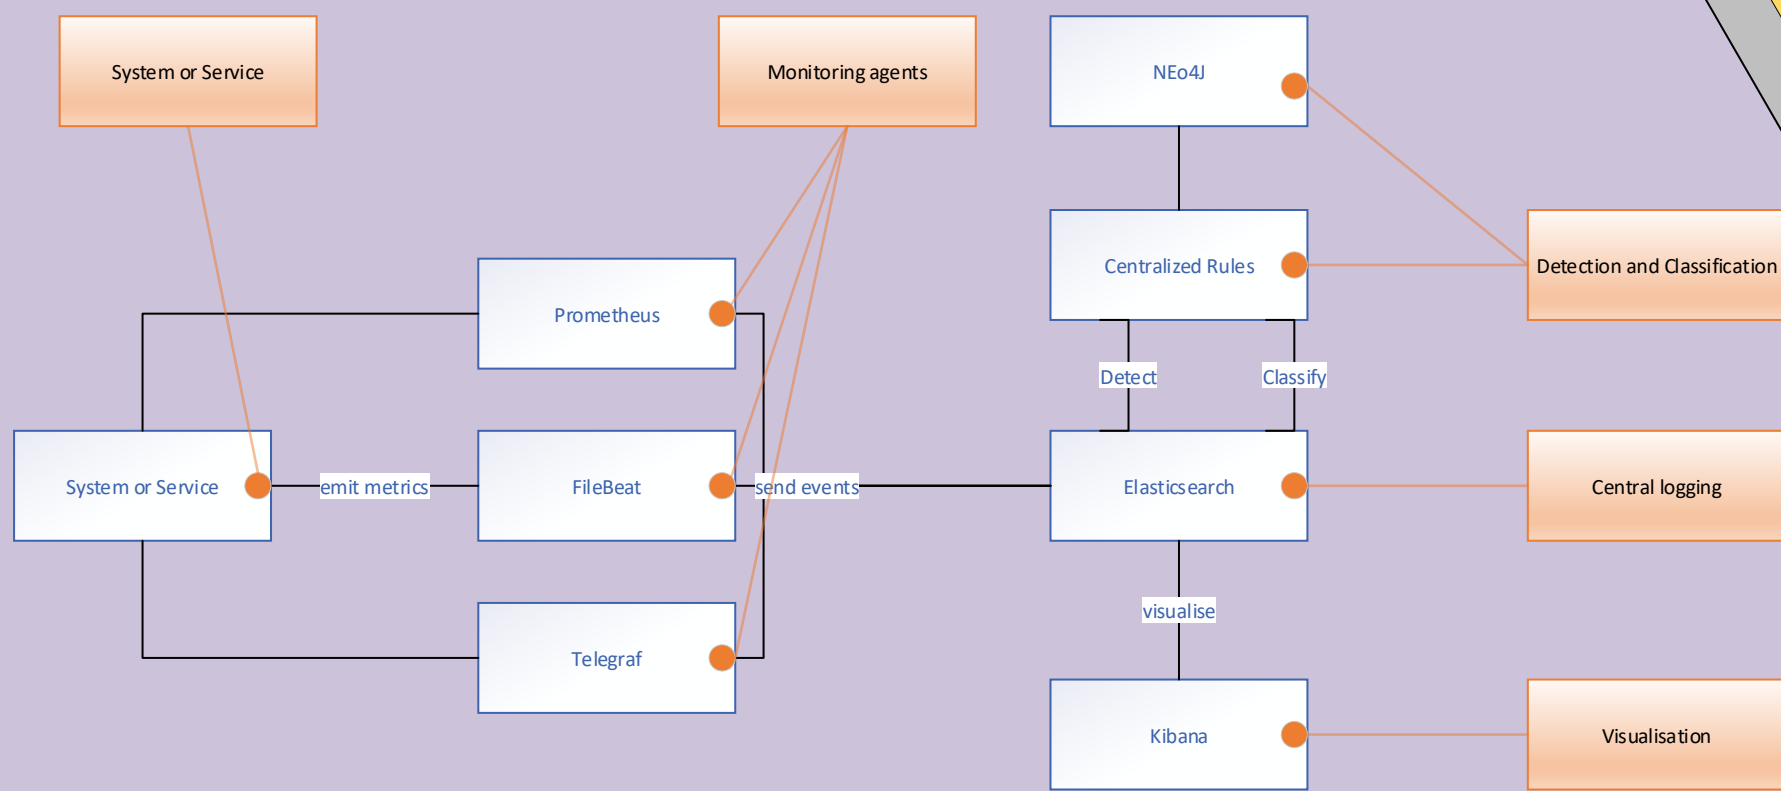 System or Service
Monitoring agents
NEo4J
Centralized Rules
Detection and Classification
Prometheus
Detect
Classify
System or Service
emit metrics
FileBeat
send events
Elasticsearch
Central logging
visualise
Telegraf
Kibana
Visualisation